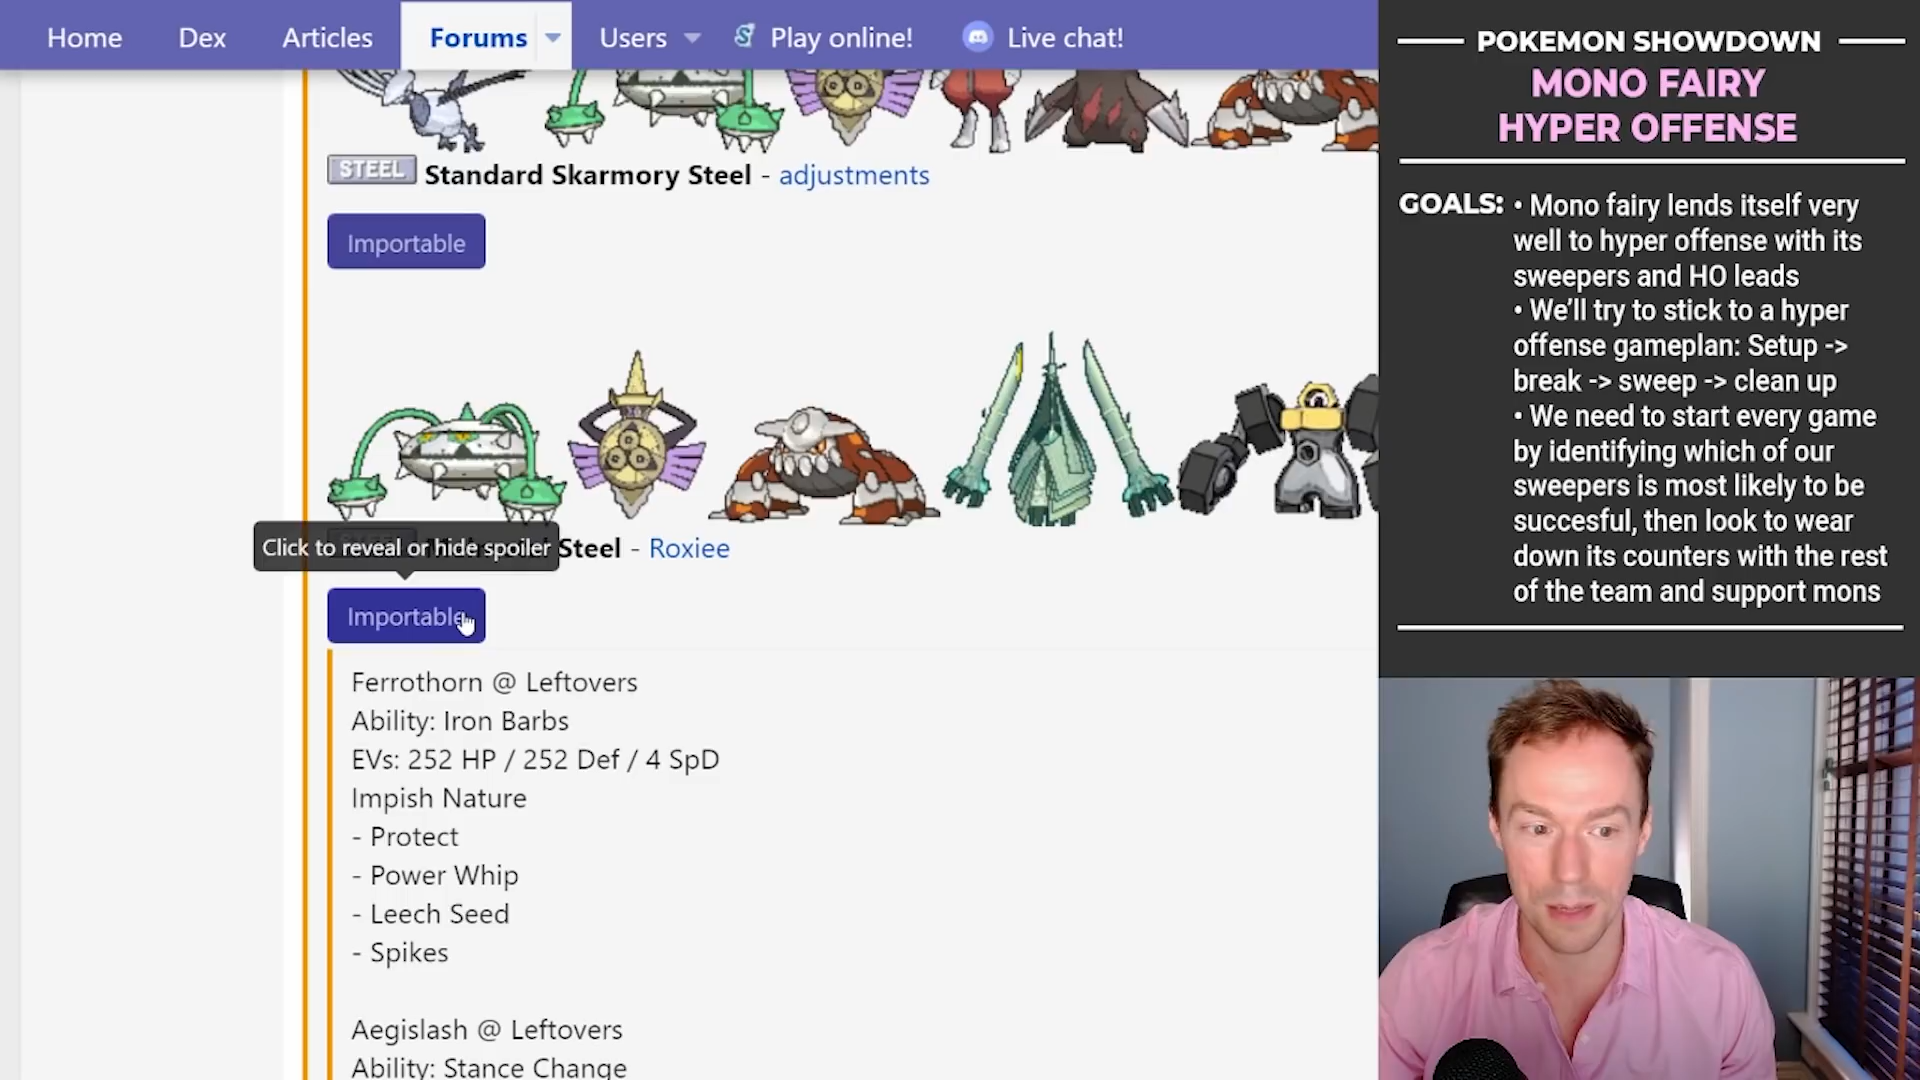 Home Dex Articles Forums Users Play online! Live chat!
STEEL Standard Skarmory Steel - adjustments
Importable
Click to reveal or hide spoiler Steel - Roxiee
Importable
Ferrothorn @ Leftovers
Ability: Iron Barbs
EVs: 252 HP / 252 Def / 4 SpD
Impish Nature
- Protect
- Power Whip
- Leech Seed
- Spikes
Aegislash @ Leftovers
Ability: Stance Change
POKEMON SHOWDOWN
MONO FAIRY
HYPER OFFENSE
GOALS: • Mono fairy lends itself very
well to hyper offense with its
sweepers and HO leads
• We'll try to stick to a hyper
offense gameplan: Setup ->
break -> sweep -> clean up
• We need to start every game
by identifying which of our
sweepers is most likely to be
succesful, then look to wear
down its counters with the rest
of the team and support mons